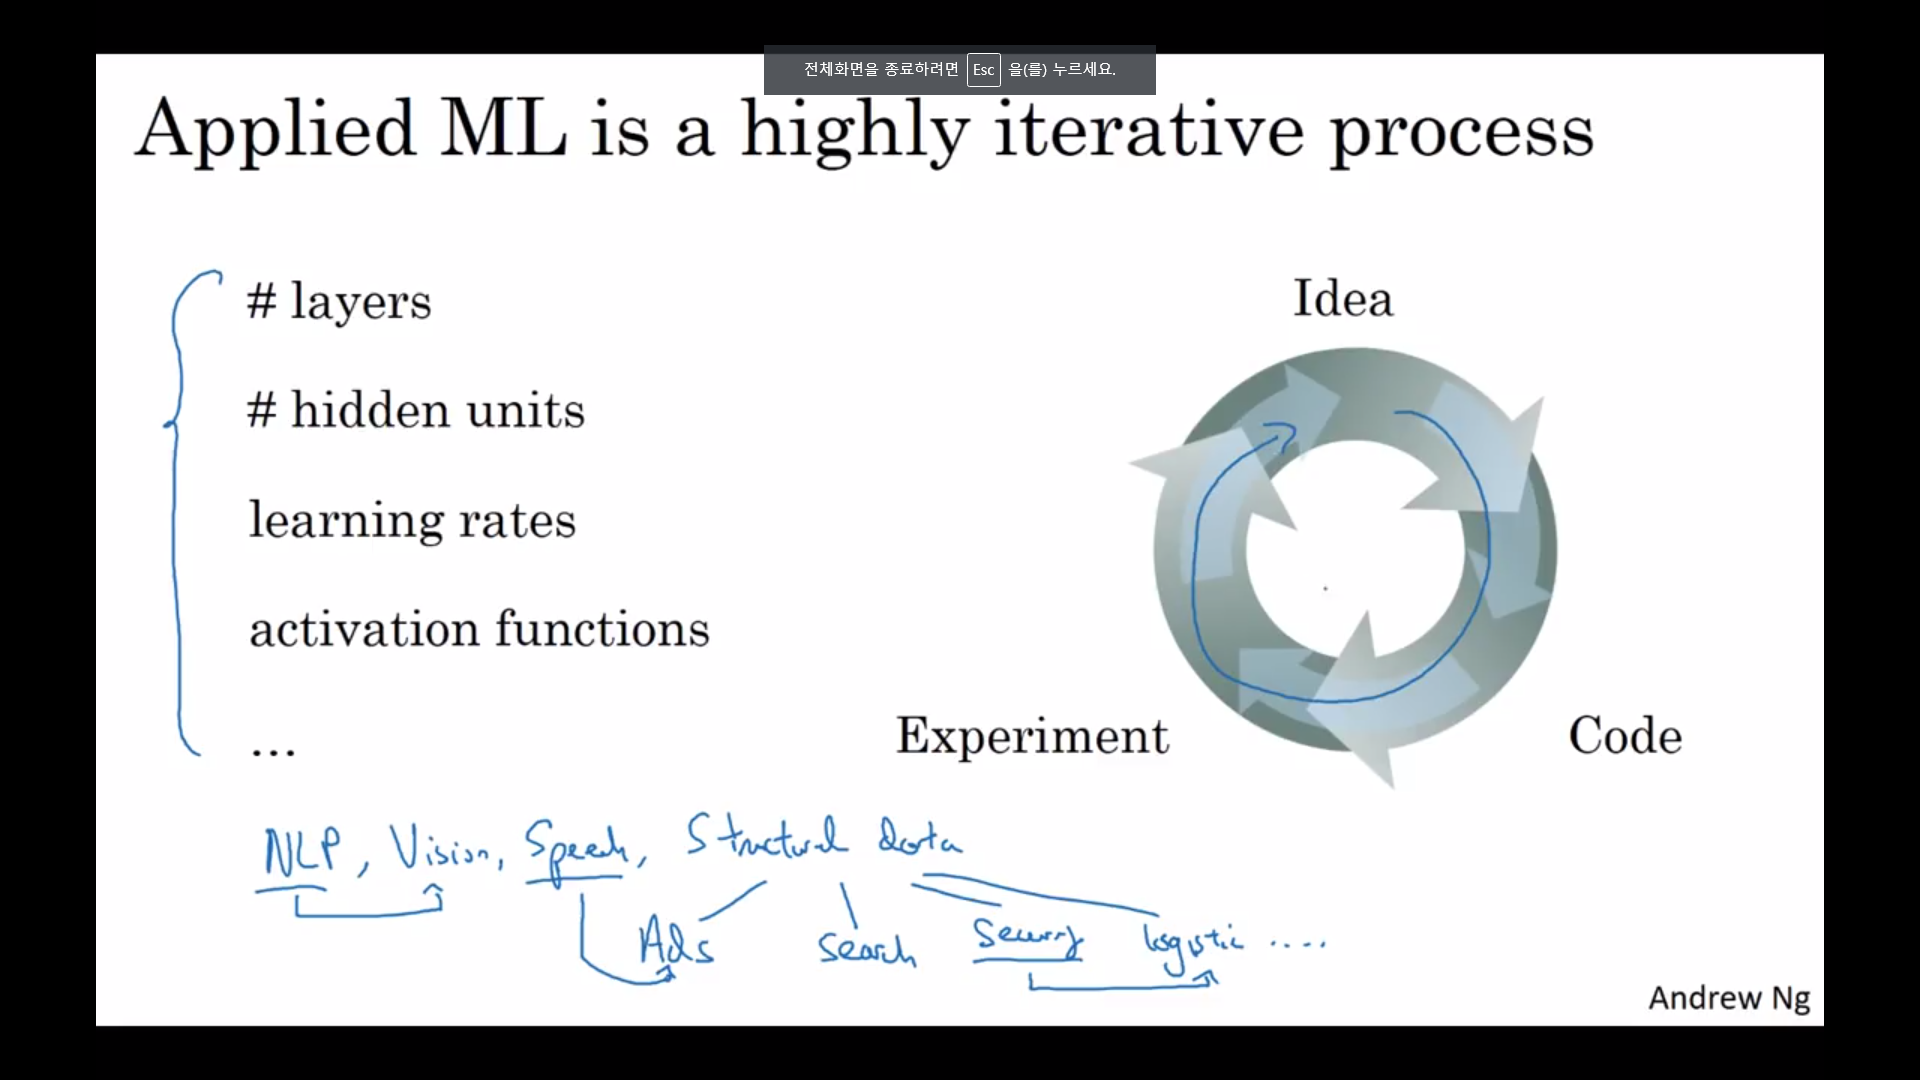 전체화면을 종료하려면 Esc 을(를) 누르세요.
Applied ML is a highly iterative process
# layers
# hidden units
learning rates
activation functions
...
Idea
Experiment
Code
NLP, Vision, Speech, Structural data
Ads search Security logistic ....
Andrew Ng